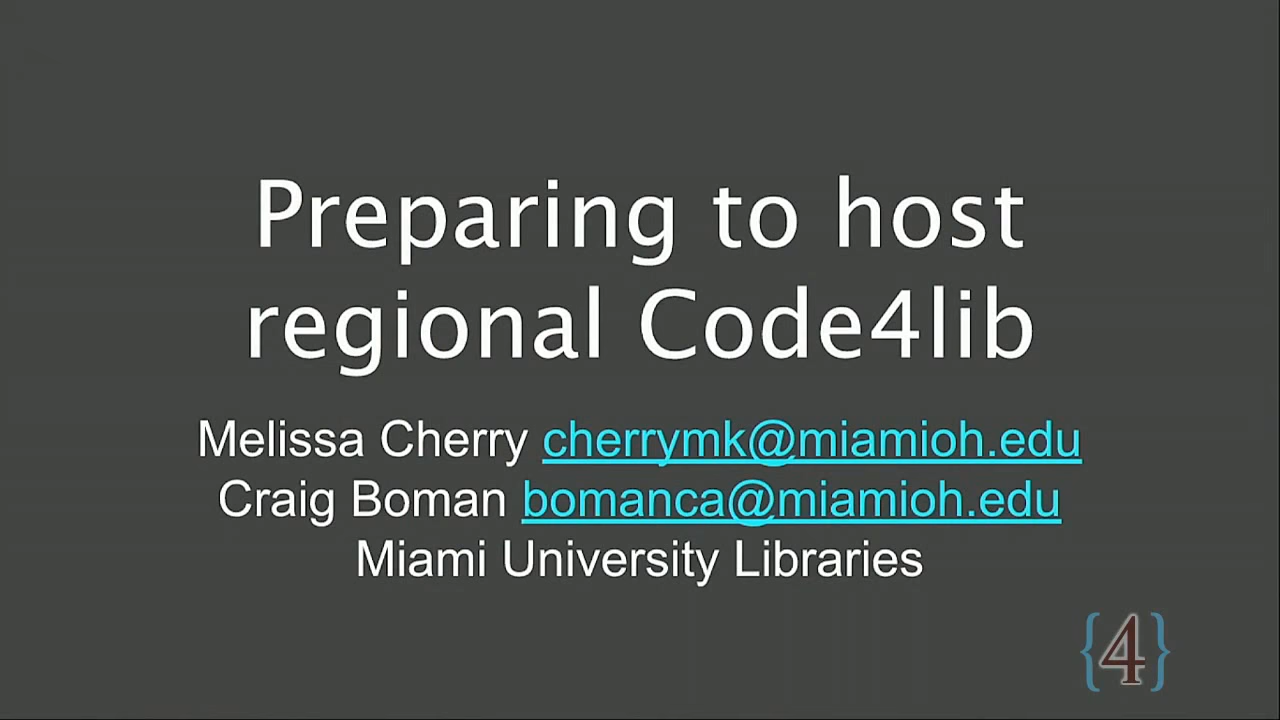 Preparing to host
regional Code4lib
Melissa Cherry cherrymk@miamioh.edu
Craig Boman bomanca@miamioh.edu
Miami University Libraries
{4}